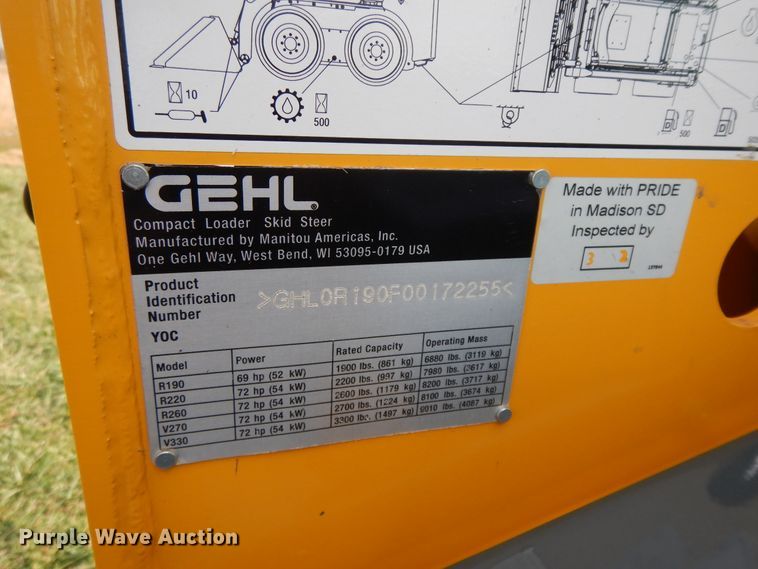 10
500
500
GEHL®
Compact Loader Skid Steer
Manufactured by Manitou Americas, Inc.
One Gehl Way, West Bend, WI 53095-0179 USA
Product
Identification
Number
>GHL0R190F00172255<
YOC
Model Power Rated Capacity Operating Mass
R190 69 hp (52 kW) 1900 lbs. (861 kg) 6880 lbs. (3119 kg)
R220 72 hp (54 kW) 2200 lbs. (997 kg) 7980 lbs. (3617 kg)
R260 72 hp (54 kW) 2600 lbs. (1179 kg) 8200 lbs. (3717 kg)
V270 72 hp (54 kW) 2700 lbs. (1224 kg) 8100 lbs. (3674 kg)
V330 72 hp (54 kW) 3300 lbs. (1497 kg) 9010 lbs. (4087 kg)
Made with PRIDE
in Madison SD
Inspected by
3 2
Purple Wave Auction